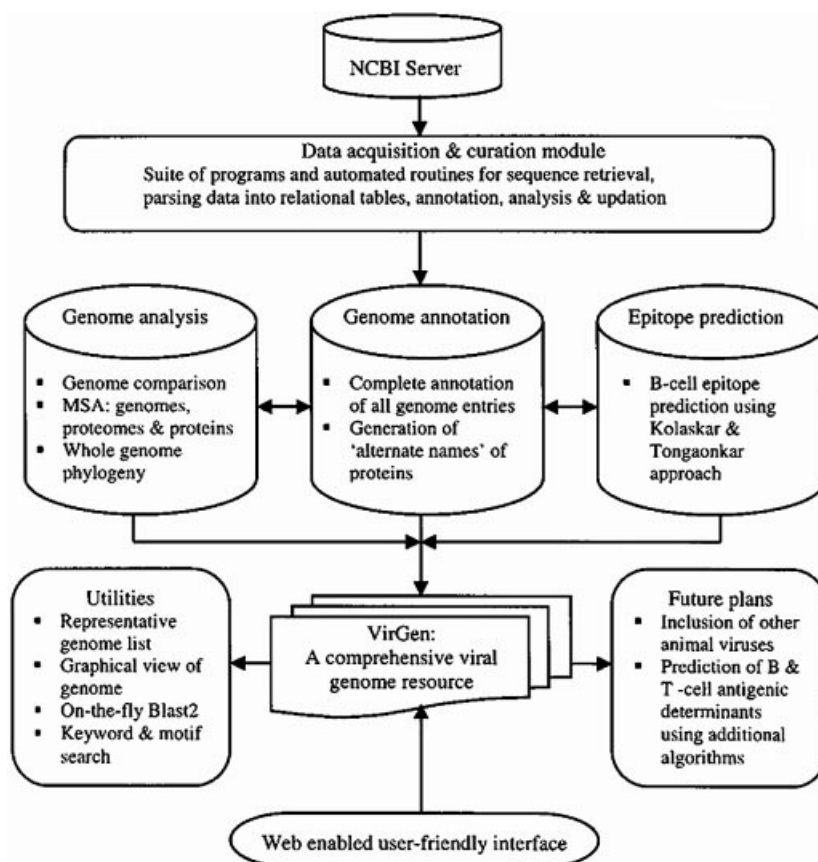 NCBI Server
Data acquisition & curation module
Suite of programs and automated routines for sequence retrieval,
parsing data into relational tables, annotation, analysis & updation
Genome analysis
▪ Genome comparison
▪ MSA: genomes,
proteomes & proteins
▪ Whole genome
phylogeny
Genome annotation
▪ Complete annotation
of all genome entries
▪ Generation of
‘alternate names’ of
proteins
Epitope prediction
▪ B-cell epitope
prediction using
Kolaskar &
Tongaonkar
approach
Utilities
▪ Representative
genome list
▪ Graphical view of
genome
▪ On-the-fly Blast2
▪ Keyword & motif
search
VirGen:
A comprehensive viral
genome resource
Future plans
▪ Inclusion of other
animal viruses
▪ Prediction of B &
T -cell antigenic
determinants
using additional
algorithms
Web enabled user-friendly interface